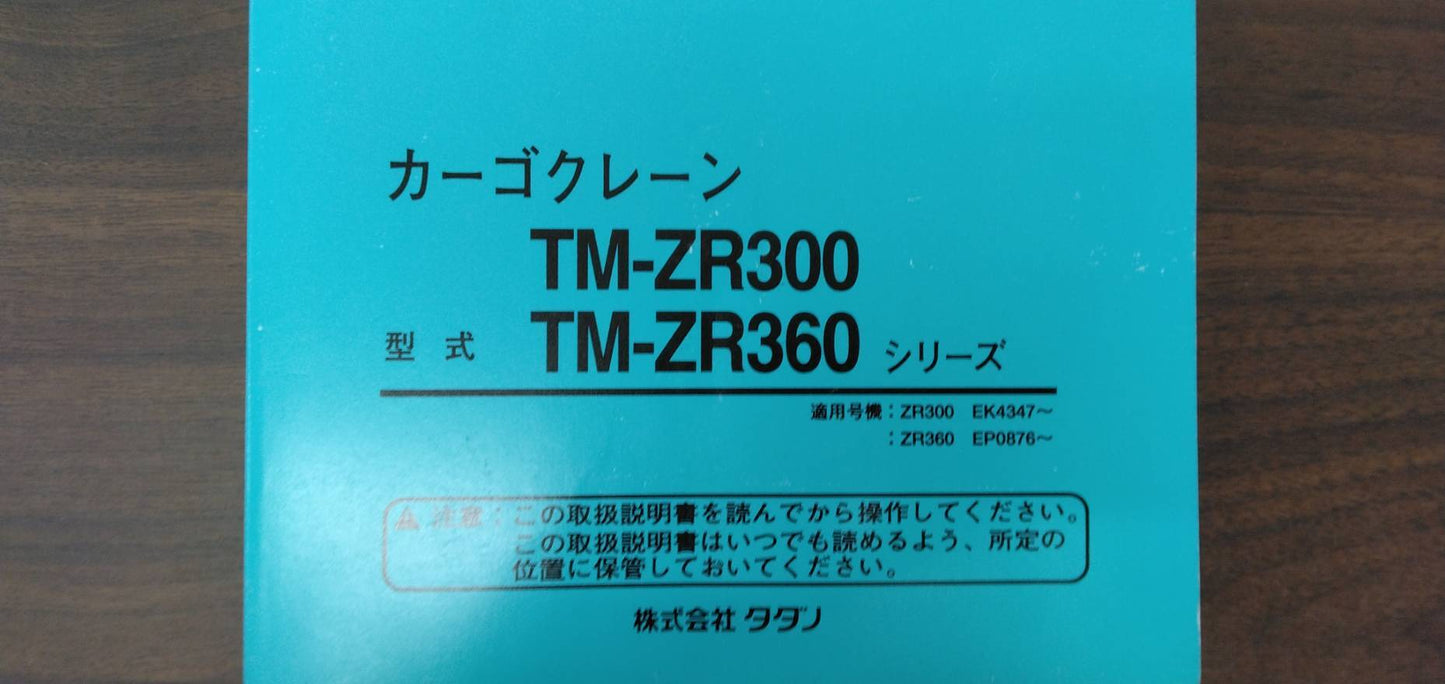 カーゴクレーン
TM-ZR300
型式 TM-ZR360 シリーズ
適用号機：ZR300 EK4347〜
：ZR360 EP0876〜
⚠ 注意：この取扱説明書を読んでから操作してください。
この取扱説明書はいつでも読めるよう、所定の
位置に保管しておいてください。
株式会社 タダノ